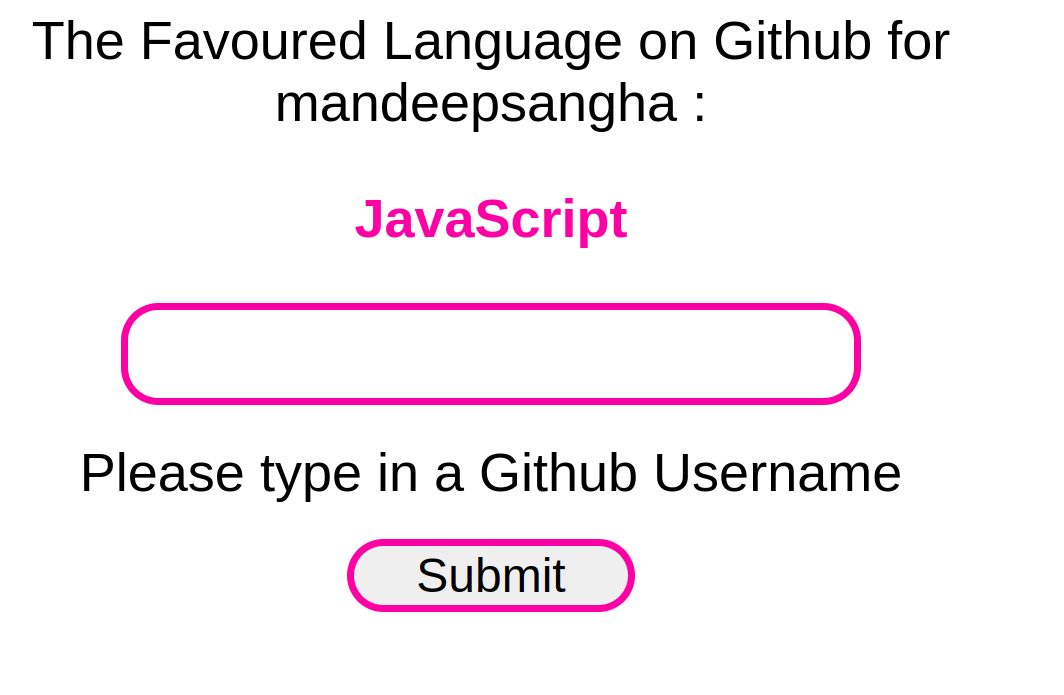 The Favoured Language on Github for
mandeepsangha :
JavaScript
Please type in a Github Username
Submit